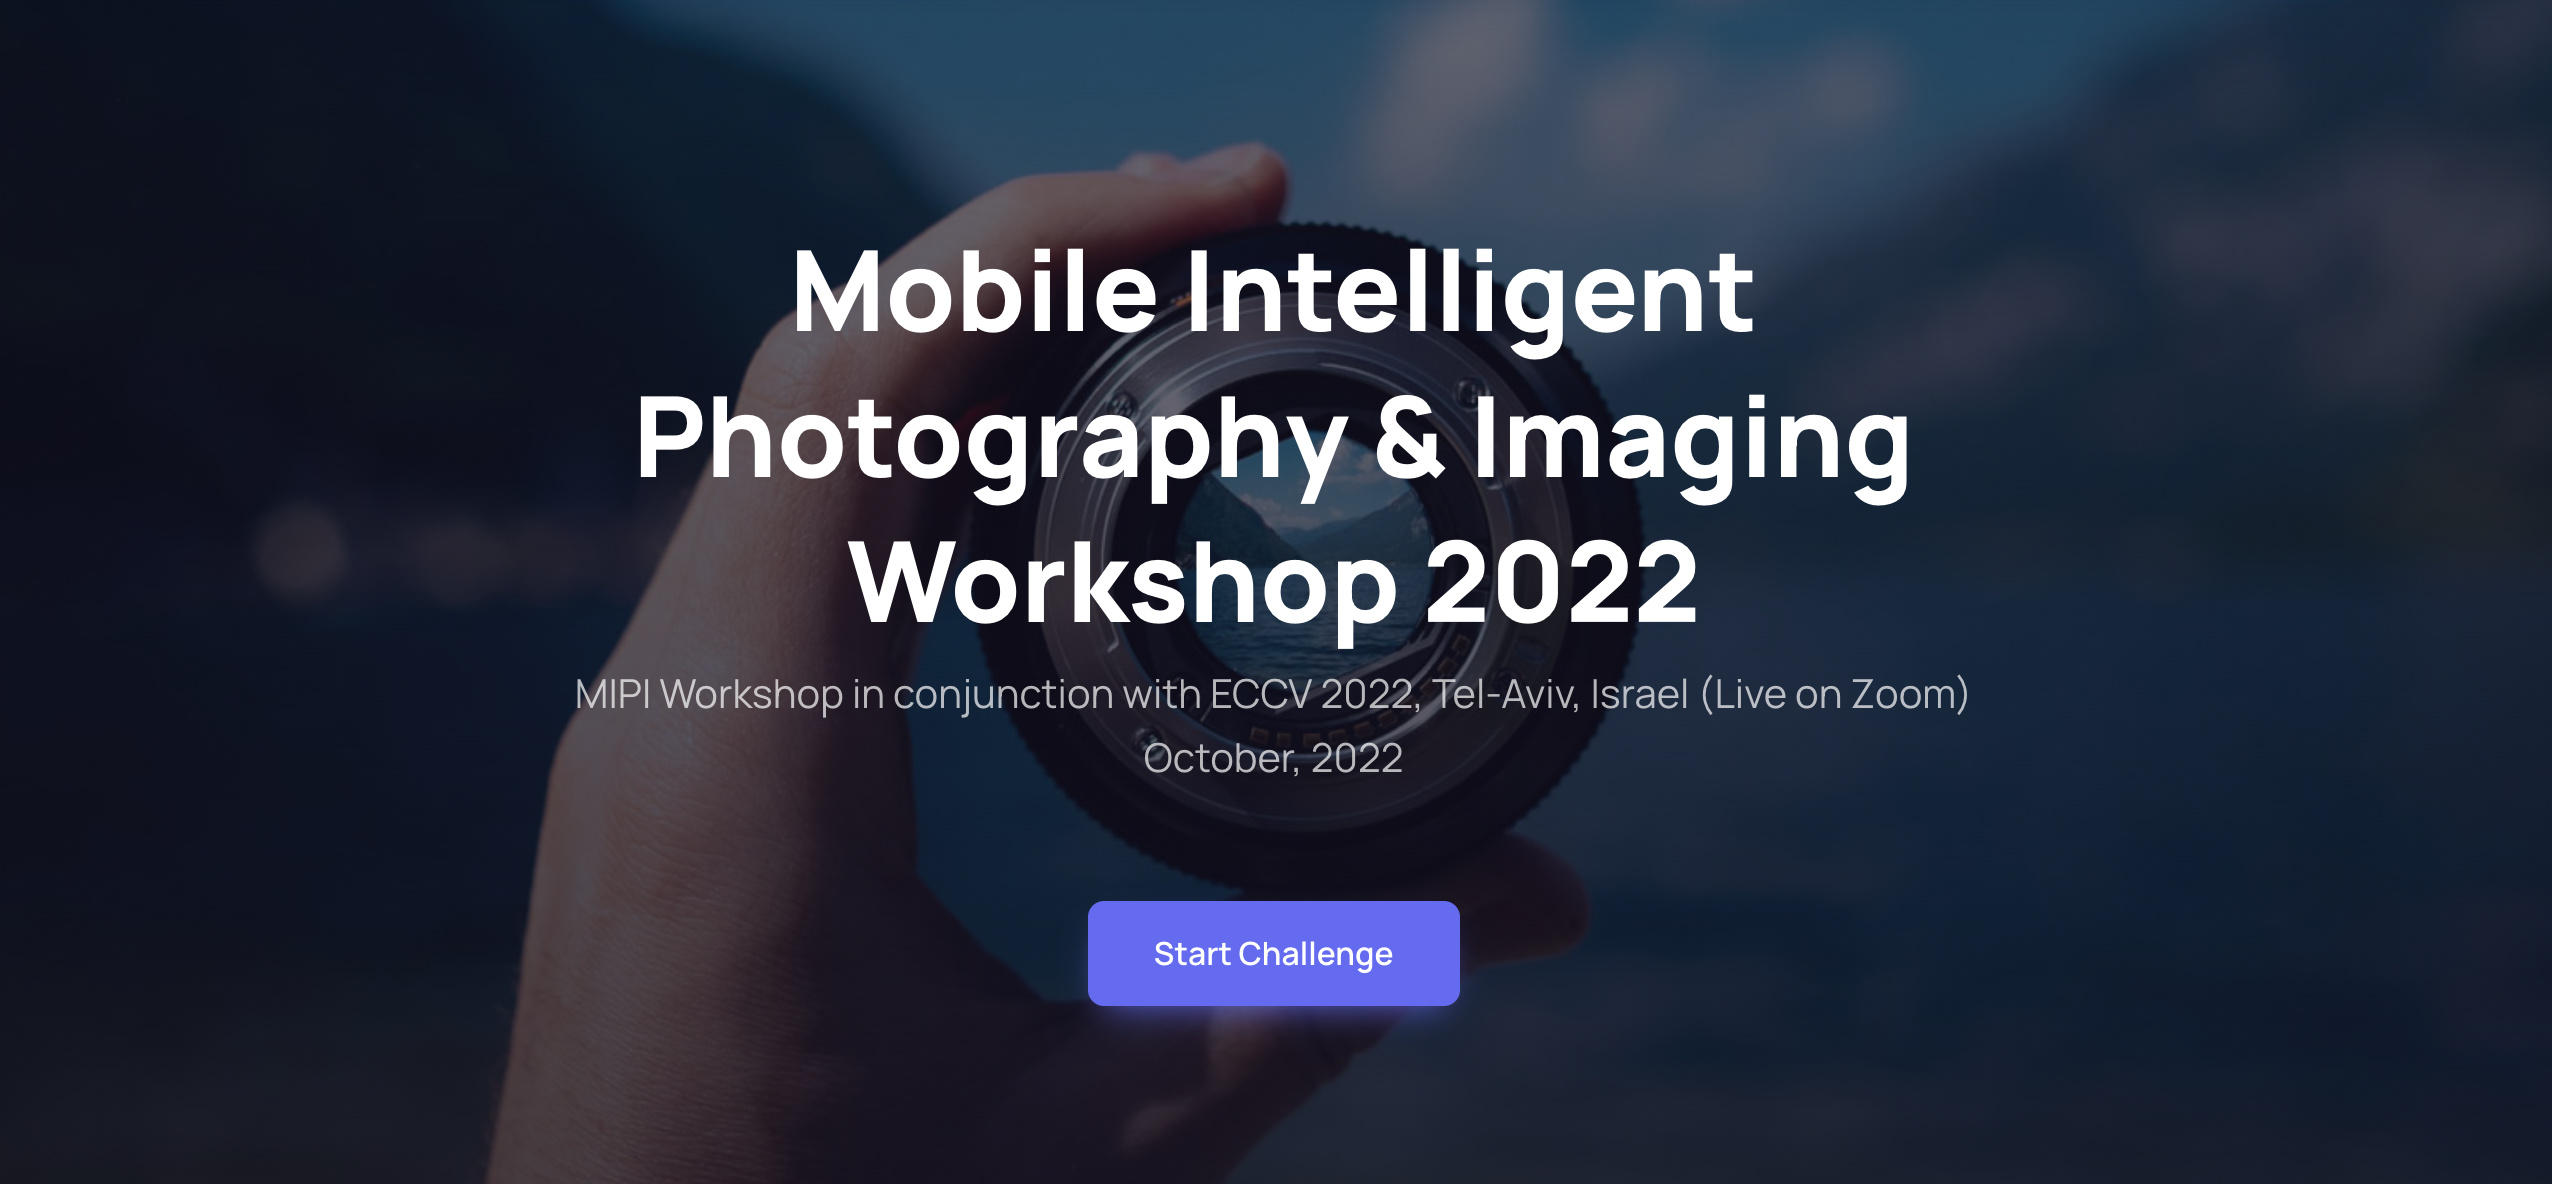 Mobile Intelligent
Photography & Imaging
Workshop 2022
MIPI Workshop in conjunction with ECCV 2022, Tel-Aviv, Israel (Live on Zoom)
October, 2022
Start Challenge